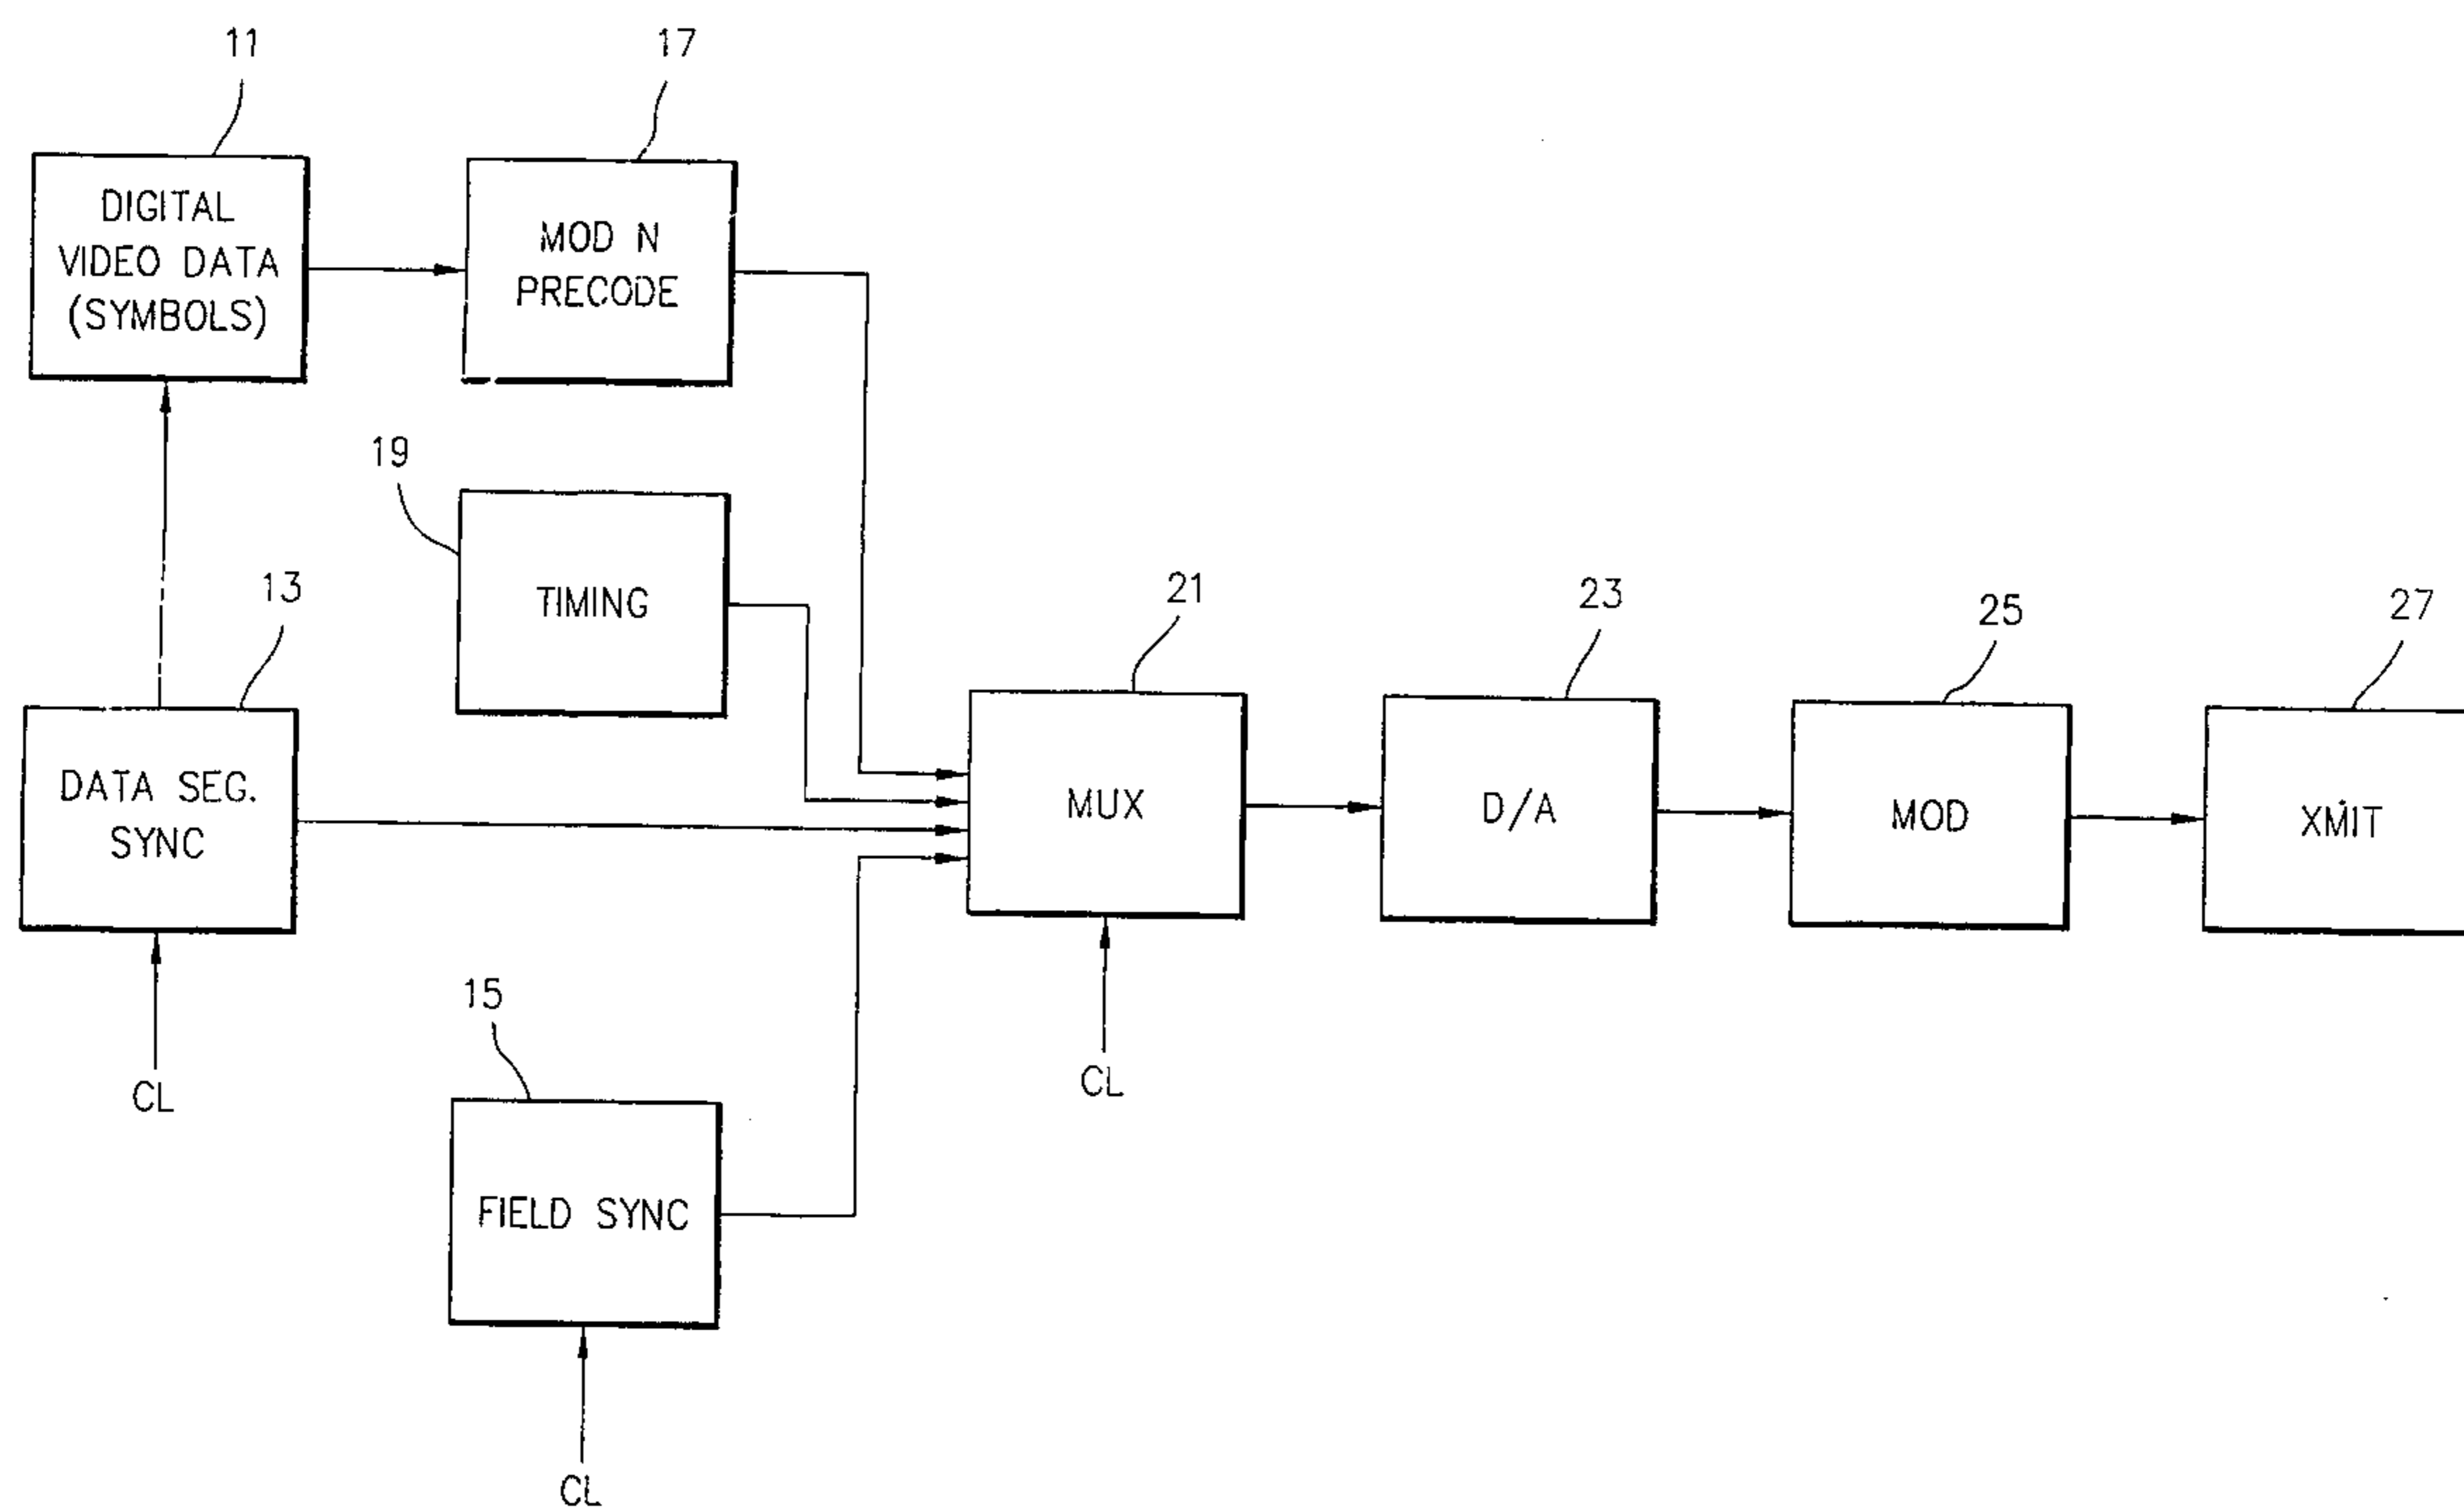 11
17
DIGITAL
VIDEO DATA
(SYMBOLS)
MOD N
PRECODE
19
TIMING
13
DATA SEG.
SYNC
21
MUX
23
D/A
25
MOD
27
XMIT
CL
CL
15
FIELD SYNC
CL